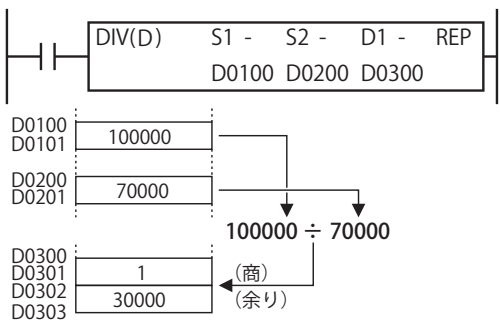 DIV(D) S1 - S2 - D1 - REP
D0100 D0200 D0300
D0100
D0101
100000
D0200
D0201
70000
100000 ÷ 70000
D0300
D0301
1
(商)
D0302
D0303
30000
(余り)